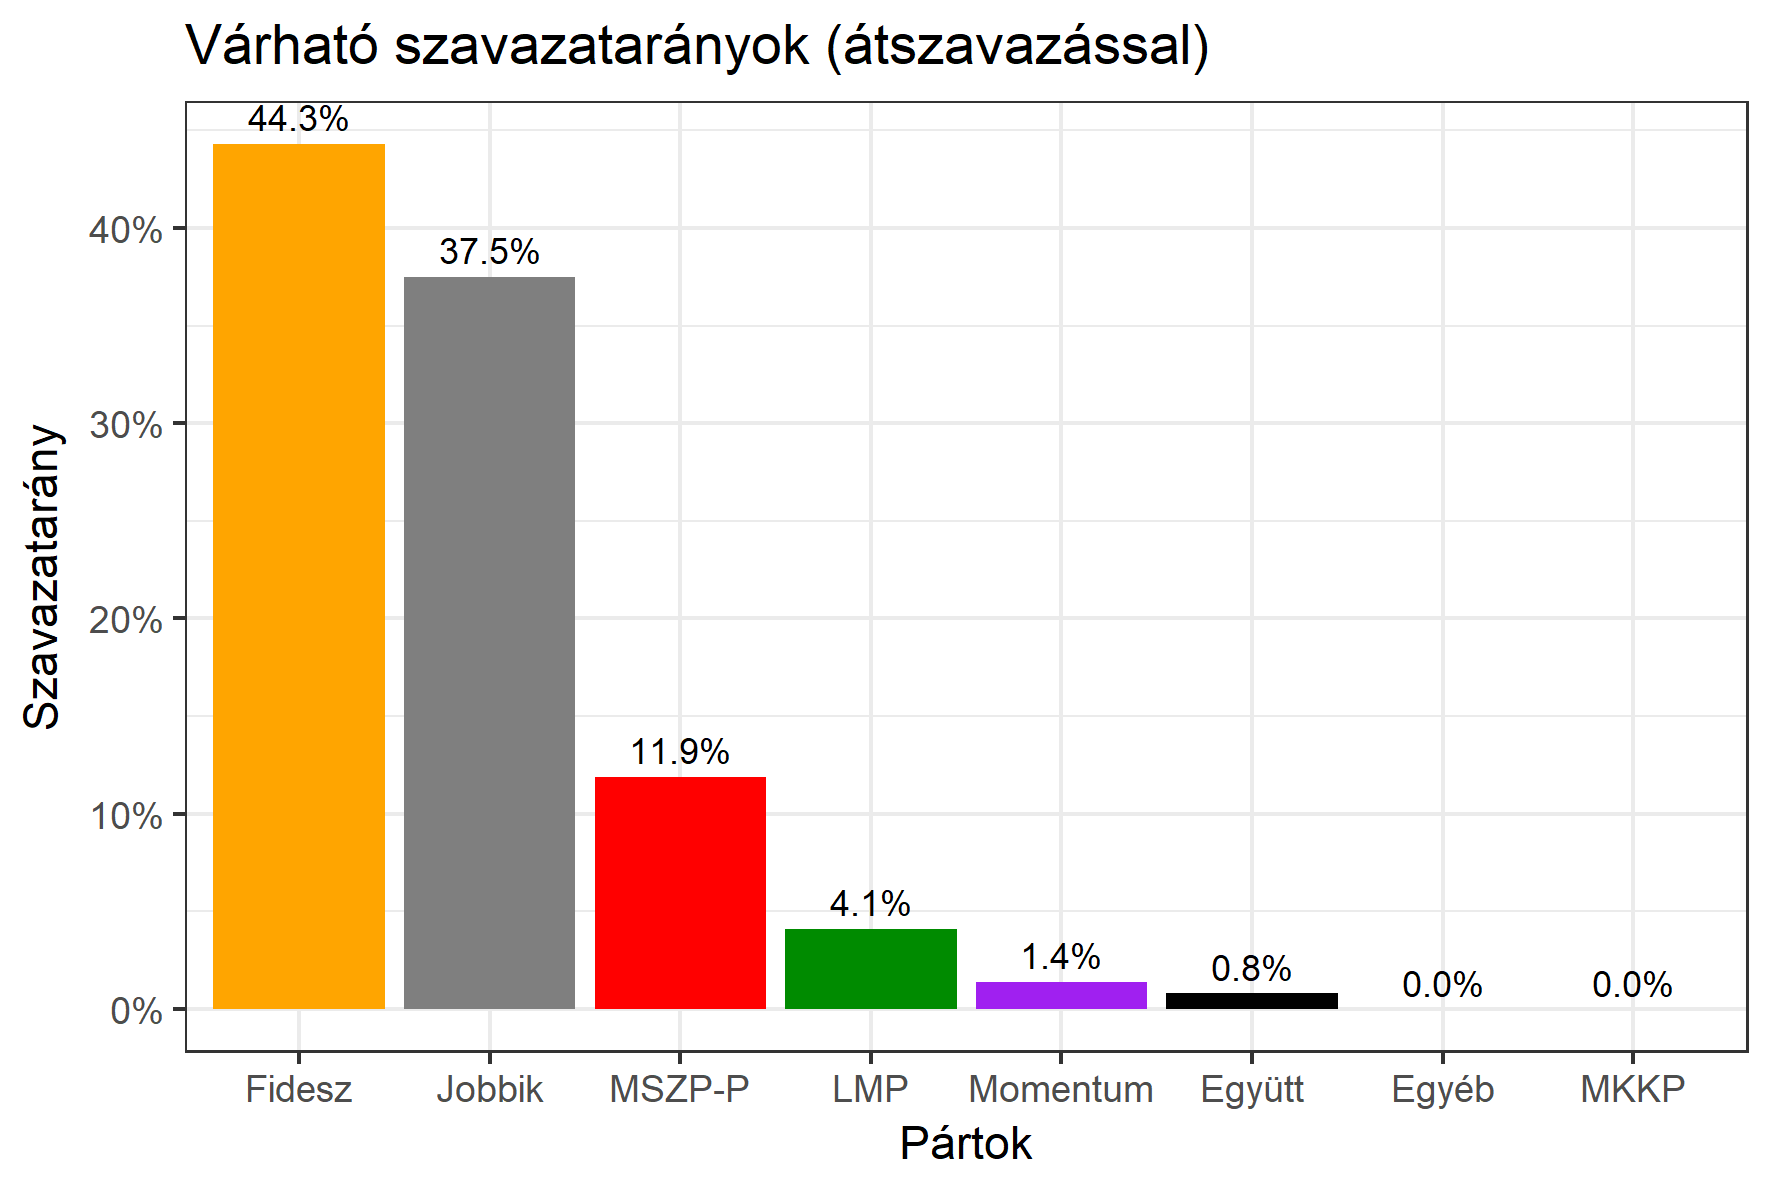 Várható szavazatarányok (átszavazással)
44.3%
37.5%
11.9%
4.1%
1.4%
0.8%
0.0%
0.0%
40%
30%
20%
10%
0%
Szavazatarány
Fidesz
Jobbik
MSZP-P
LMP
Momentum
Együtt
Egyéb
MKKP
Pártok